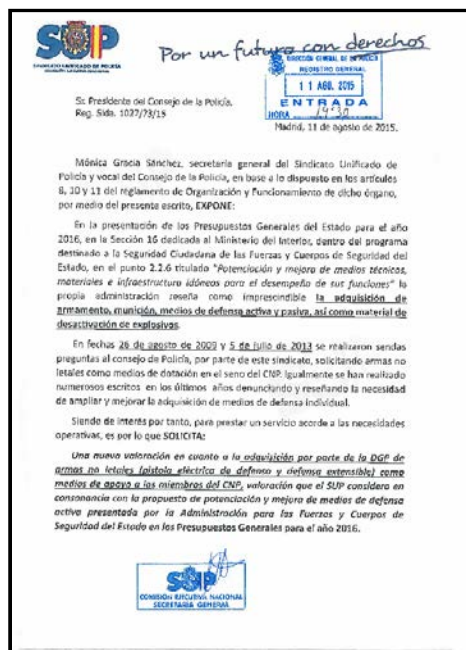 SUP
SINDICATO UNIFICADO DE POLICÍA
Por un futuro con derechos
DIRECCIÓN GENERAL DE LA POLICÍA
REGISTRO GENERAL
11 AGO. 2015
ENTRADA
HORA 14'30
Sr. Presidente del Consejo de la Policía.
Reg. Slda. 1027/73/15
Madrid, 11 de agosto de 2015.
Mónica Gracia Sánchez, secretaria general del Sindicato Unificado de
Policía y vocal del Consejo de la Policía, en base a lo dispuesto en los artículos
8, 10 y 11 del reglamento de Organización y Funcionamiento de dicho órgano,
por medio del presente escrito, EXPONE:
En la presentación de los Presupuestos Generales del Estado para el año
2016, en la Sección 16 dedicada al Ministerio del Interior, dentro del programa
destinado a la Seguridad Ciudadana de las Fuerzas y Cuerpos de Seguridad del
Estado, en el punto 2.2.6 titulado "Potenciación y mejora de medios técnicos,
materiales e infraestructura idóneos para el desempeño de sus funciones" la
propia administración reseña como imprescindible la adquisición de
armamento, munición, medios de defensa activa y pasiva, así como material de
desactivación de explosivos.
En fechas 26 de agosto de 2009 y 5 de julio de 2013 se realizaron sendas
preguntas al consejo de Policía, por parte de este sindicato, solicitando armas no
letales como medios de dotación en el seno del CNP. Igualmente se han realizado
numerosos escritos en los últimos años denunciando y reseñando la necesidad
de ampliar y mejorar la adquisición de medios de defensa individual.
Siendo de interés por tanto, para prestar un servicio acorde a las necesidades
operativas, es por lo que SOLICITA:
Una nueva valoración en cuanto a la adquisición por parte de la DGP de
armas no letales (pistola eléctrica de defensa y defensa extensible) como
medios de apoyo a los miembros del CNP, valoración que el SUP considera en
consonancia con la propuesta de potenciación y mejora de medios de defensa
activa presentada por la Administración para las Fuerzas y Cuerpos de
Seguridad del Estado en los Presupuestos Generales para el año 2016.
SUP
COMISIÓN EJECUTIVA NACIONAL
SECRETARIA GENERAL